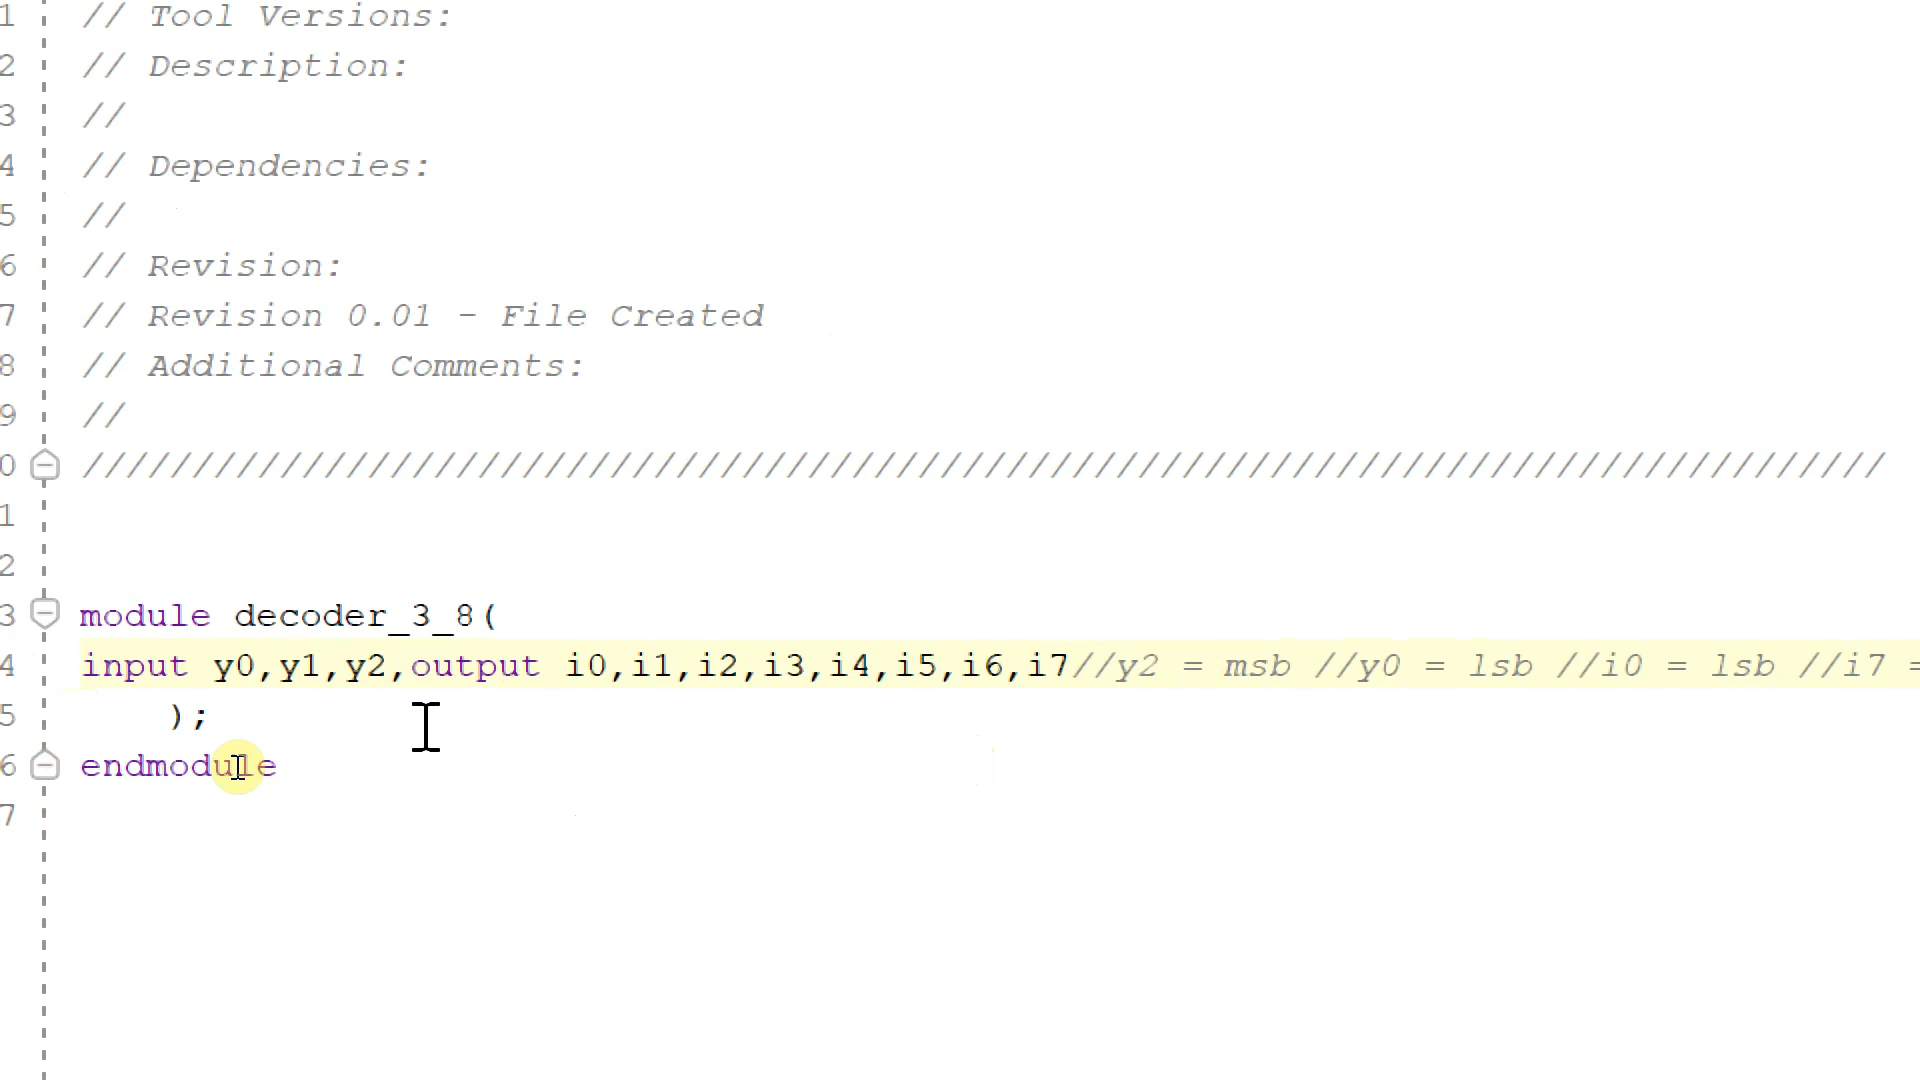 1 // Tool Versions:
2 // Description:
3 //
4 // Dependencies:
5 //
6 // Revision:
7 // Revision 0.01 - File Created
8 // Additional Comments:
9 //
0 //////////////////////////////////////////////////////////////////////////////////
1
2
3 module decoder_3_8(
4 input y0,y1,y2,output i0,i1,i2,i3,i4,i5,i6,i7//y2 = msb //y0 = lsb //i0 = lsb //i7 =
5 );
6 endmodule
7